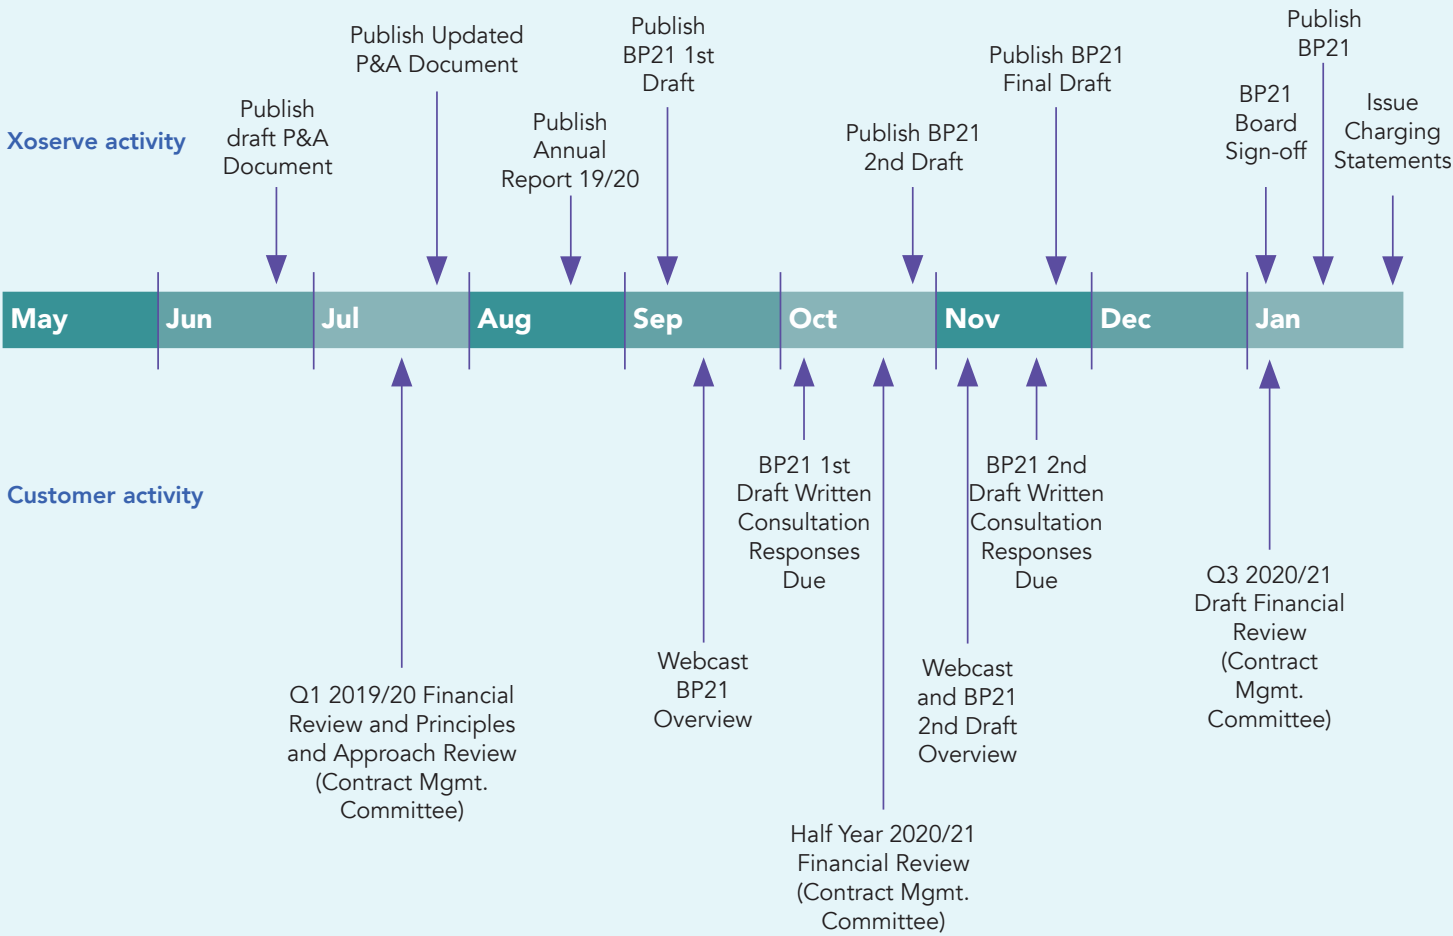 Xoserve activity
Publish
draft P&A
Document
Publish Updated
P&A Document
Publish
Annual
Report 19/20
Publish
BP21 1st
Draft
Publish BP21
2nd Draft
Publish BP21
Final Draft
BP21
Board
Sign-off
Publish
BP21
Issue
Charging
Statements
May
Jun
Jul
Aug
Sep
Oct
Nov
Dec
Jan
Customer activity
Q1 2019/20 Financial
Review and Principles
and Approach Review
(Contract Mgmt.
Committee)
Webcast
BP21
Overview
BP21 1st
Draft Written
Consultation
Responses
Due
Half Year 2020/21
Financial Review
(Contract Mgmt.
Committee)
Webcast
and BP21
2nd Draft
Overview
BP21 2nd
Draft Written
Consultation
Responses
Due
Q3 2020/21
Draft Financial
Review
(Contract
Mgmt.
Committee)